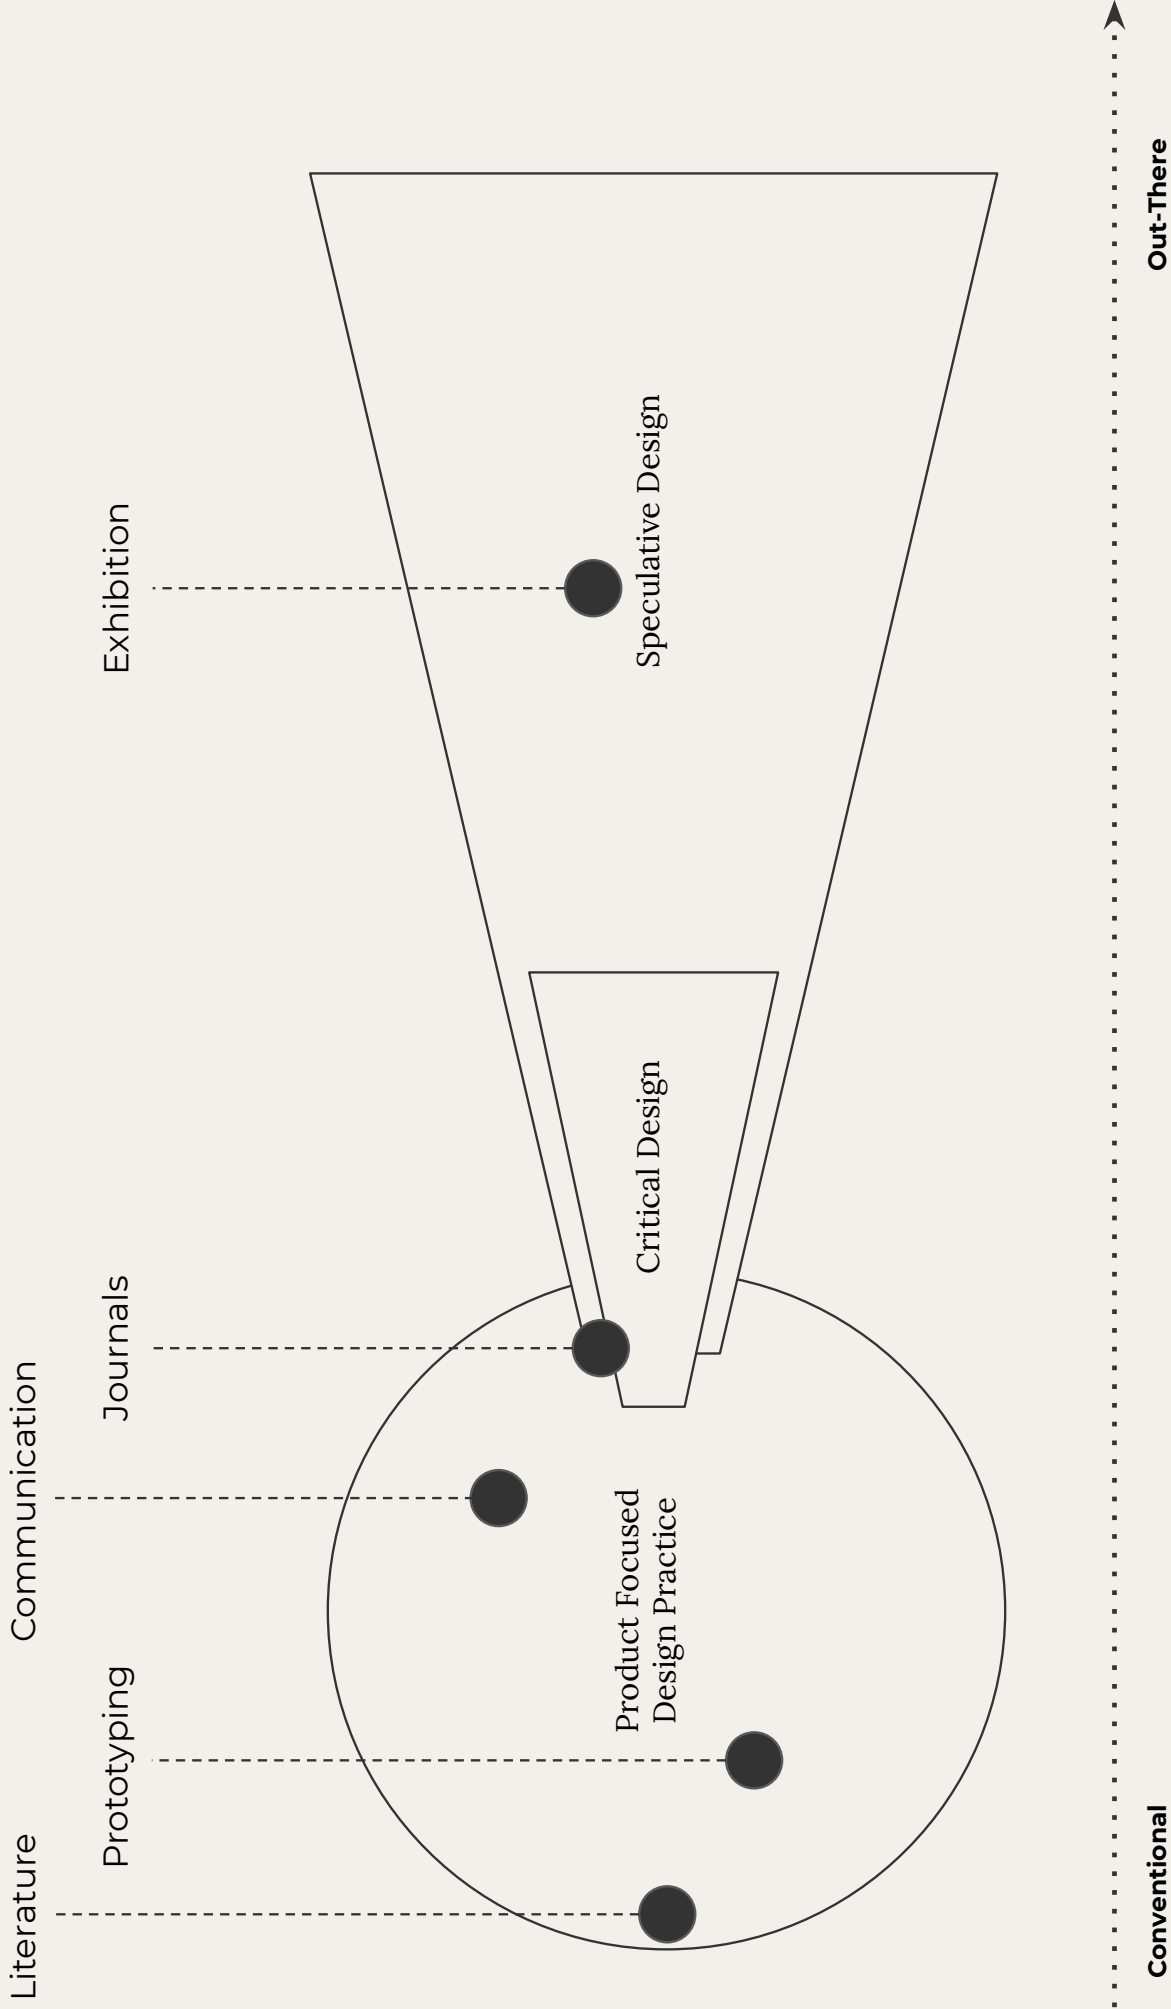 Literature
Communication
Prototyping
Journals
Exhibition
Product Focused
Design Practice
Critical Design
Speculative Design
Conventional
Out-There